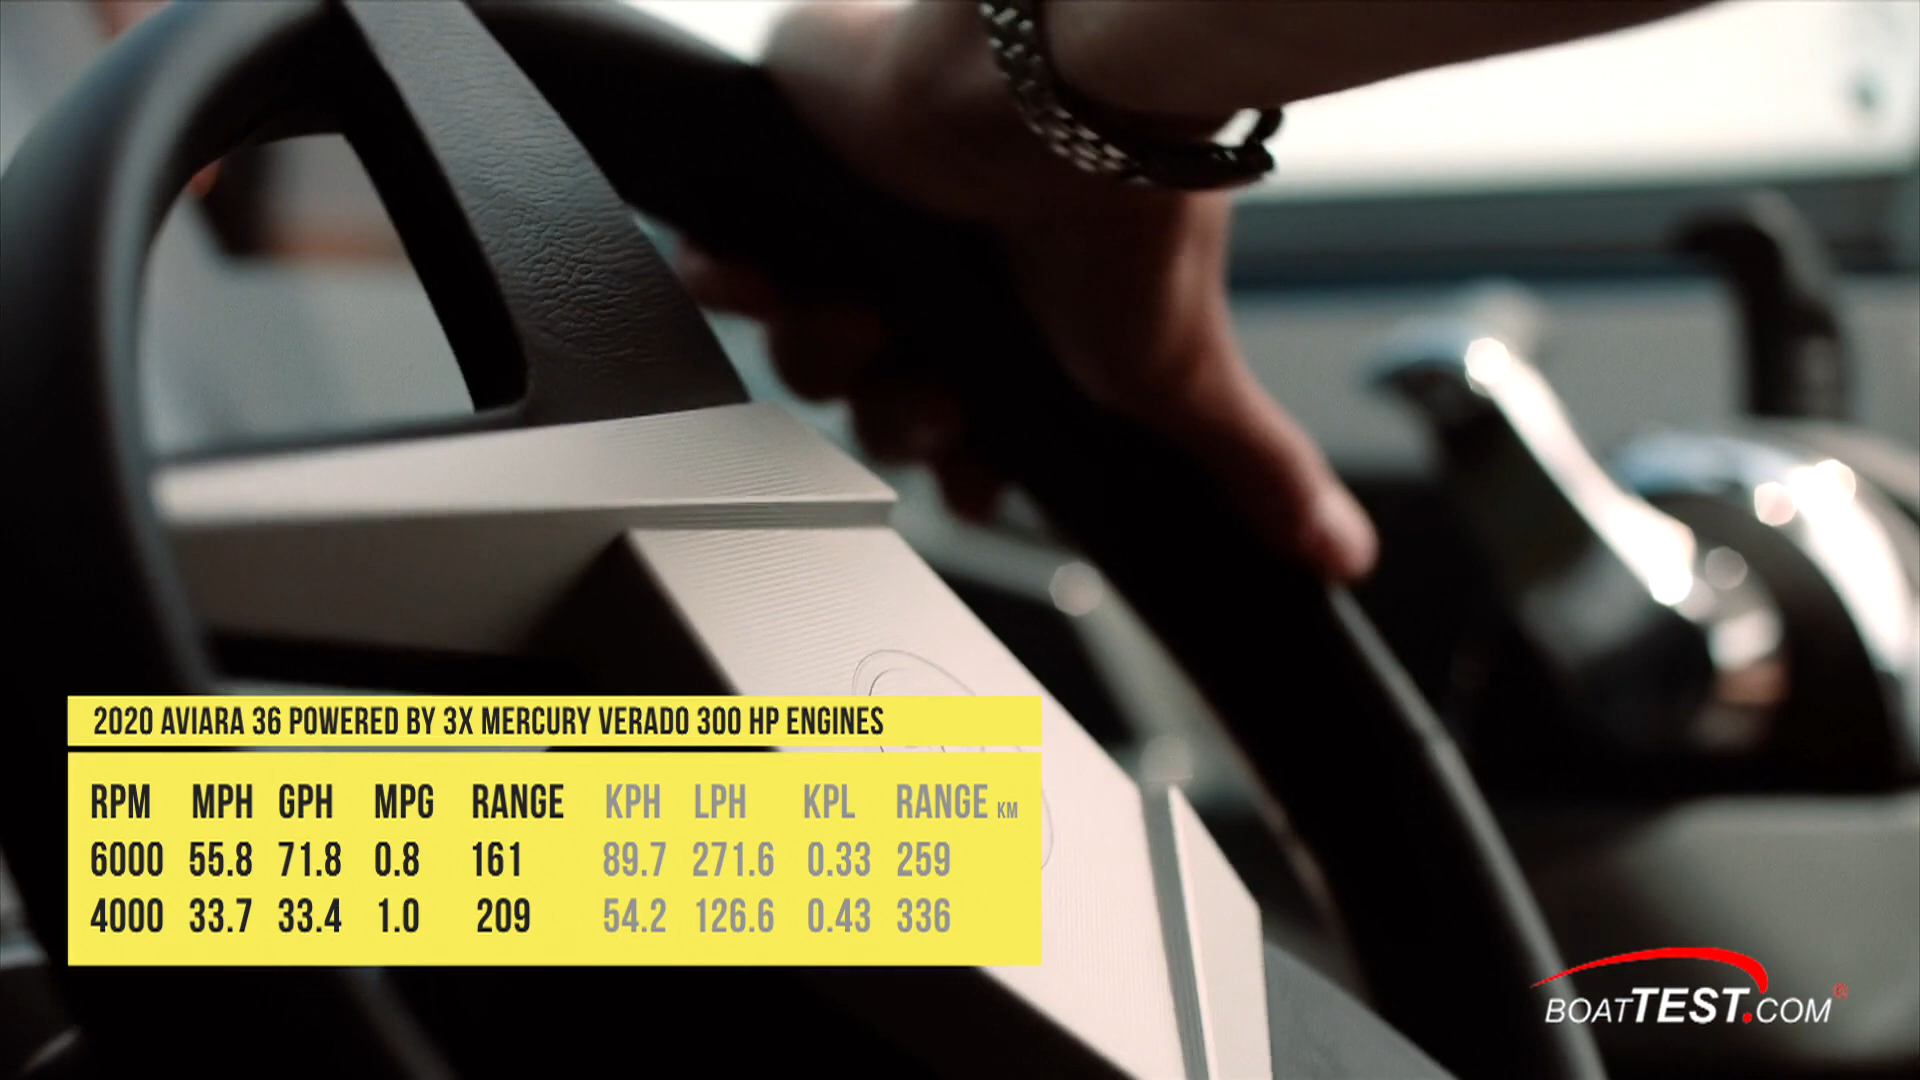 2020 AVIARA 36 POWERED BY 3X MERCURY VERADO 300 HP ENGINES
RPM MPH GPH MPG RANGE KPH LPH KPL RANGE KM
6000 55.8 71.8 0.8 161 89.7 271.6 0.33 259
4000 33.7 33.4 1.0 209 54.2 126.6 0.43 336
BOATTEST.COM®